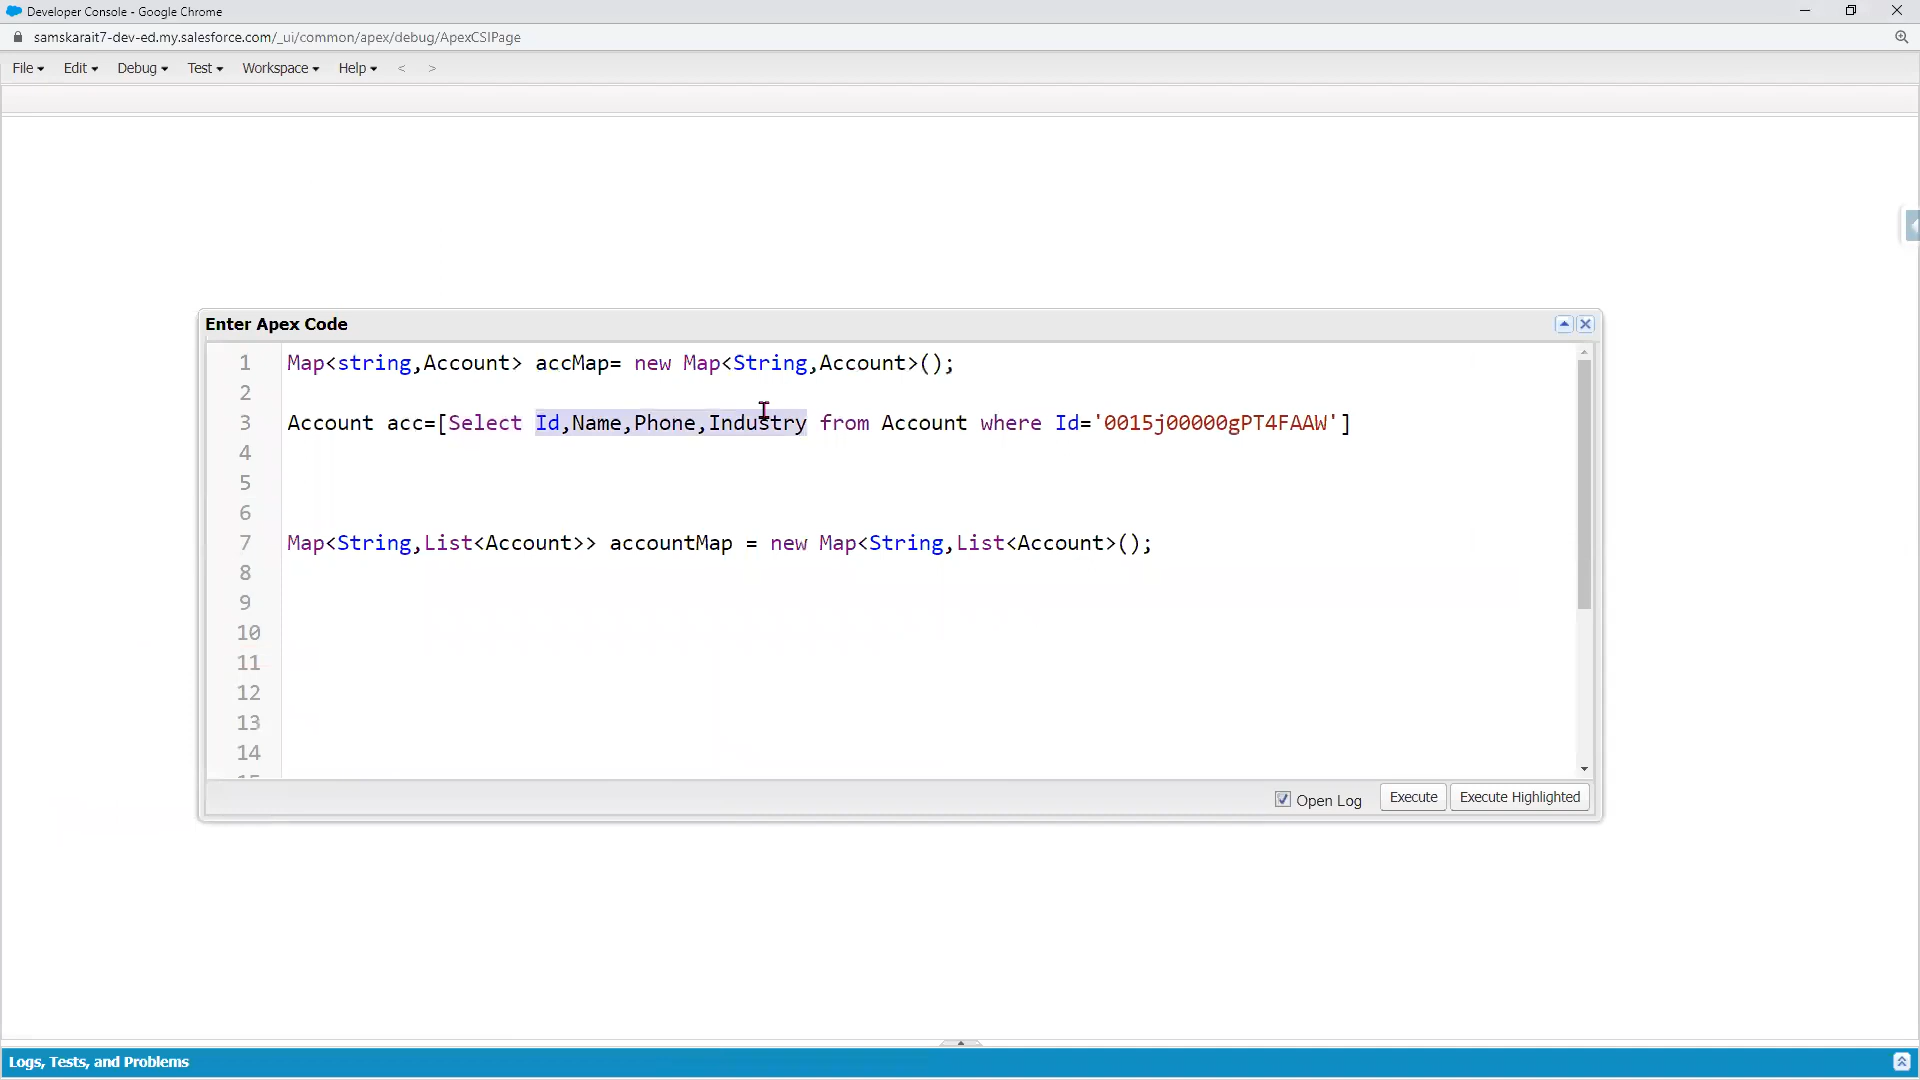 Developer Console - Google Chrome
samskarait7-dev-ed.my.salesforce.com/_ui/common/apex/debug/ApexCSIPage
File Edit Debug Test Workspace Help < >
Enter Apex Code
1 Map<string,Account> accMap= new Map<String,Account>();
2
3 Account acc=[Select Id,Name,Phone,Industry from Account where Id='0015j00000gPT4FAAW']
4
5
6
7 Map<String,List<Account>> accountMap = new Map<String,List<Account>();
8
9
10
11
12
13
14
15
Open Log Execute Execute Highlighted
Logs, Tests, and Problems